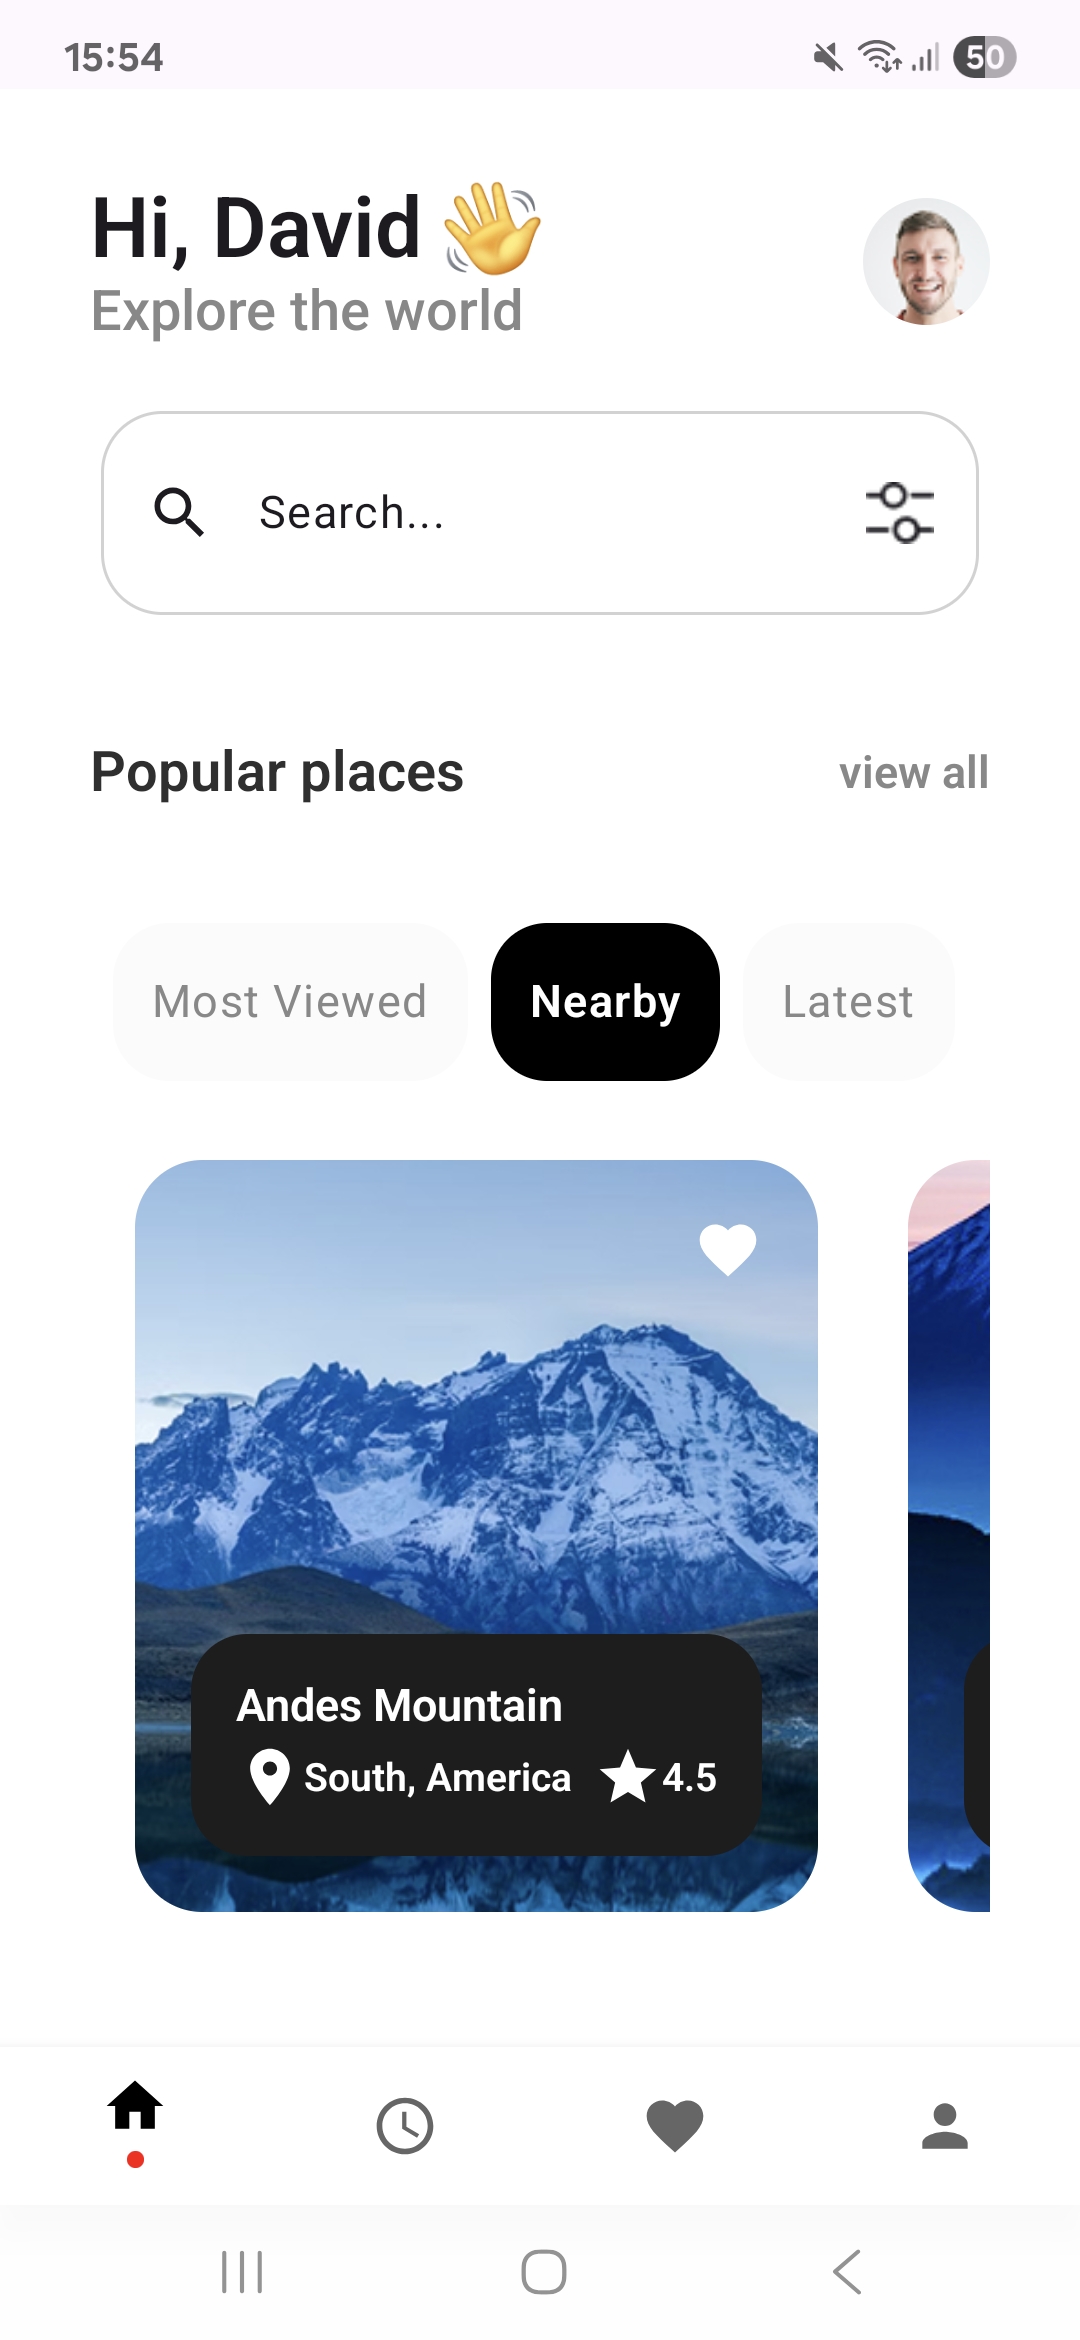 15:54
50
Hi, David 👋
Explore the world
Search...
Popular places
view all
Most Viewed
Nearby
Latest
Andes Mountain
South, America
4.5